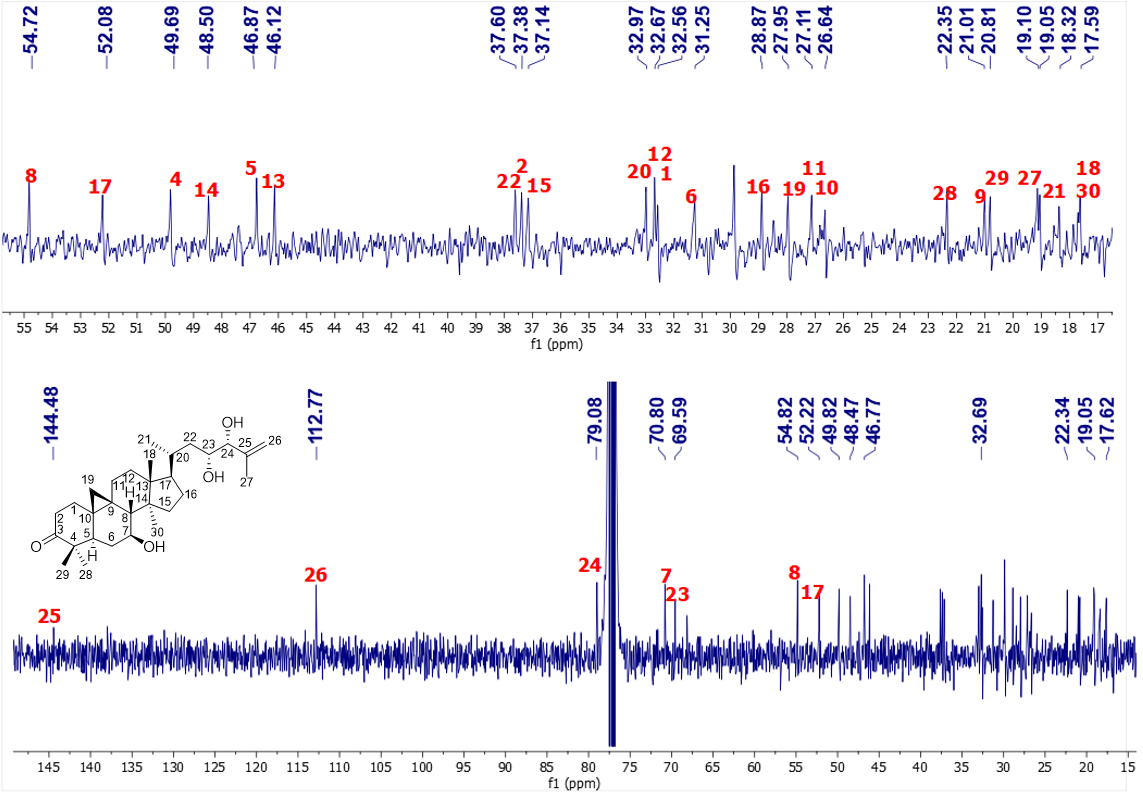 54.72 52.08 49.69 48.50 46.87 46.12 37.60 37.38 37.14 32.97 32.67 32.56 31.25 28.87 27.95 27.11 26.64 22.35 21.01 20.81 19.10 19.05 18.32 17.59
12 11 18
8 17 4 14 5 13 22 2 15 20 1 6 16 19 10 28 9 29 27 21 30
55 54 53 52 51 50 49 48 47 46 45 44 43 42 41 40 39 38 37 36 35 34 33 32 31 30 29 28 27 26 25 24 23 22 21 20 19 18 17
f1 (ppm)
144.48 112.77 79.08 70.80 69.59 54.82 52.22 49.82 48.47 46.77 32.69 22.34 19.05 17.62
OH
21 22 23 25 26
18 20 24
OH 27
19 12 13 17
11 H 16
1 9 14 15
2 10 8
3 5 6 7 30
O 4 H OH
29 28
25 26 24 7 23 8 17
145 135 125 115 110 105 100 95 90 85 80 75 70 65 60 55 50 45 40 35 30 25 20 15
f1 (ppm)